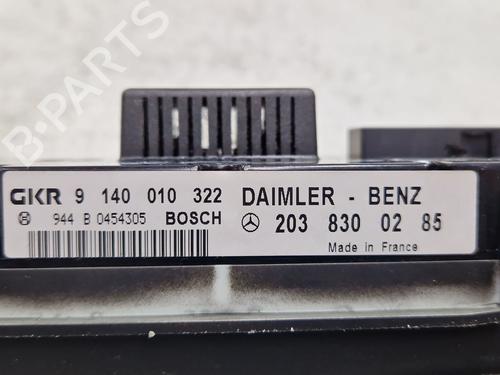 B-PARTS
GKR 9 140 010 322 DAIMLER - BENZ
944 B 0454305 BOSCH 203 830 02 85
Made in France